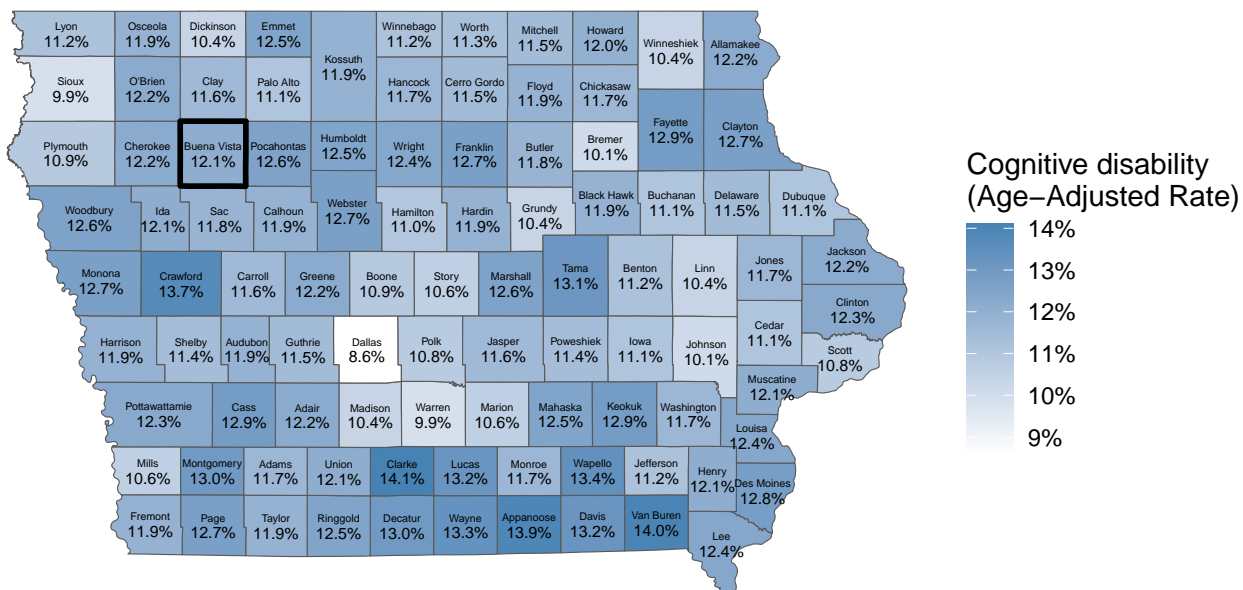 Lyon
11.2%
Osceola
11.9%
Dickinson
10.4%
Emmet
12.5%
Kossuth
11.9%
Winnebago
11.2%
Worth
11.3%
Mitchell
11.5%
Howard
12.0%
Winneshiek
10.4%
Allamakee
12.2%
Sioux
9.9%
O'Brien
12.2%
Clay
11.6%
Palo Alto
11.1%
Hancock
11.7%
Cerro Gordo
11.5%
Floyd
11.9%
Chickasaw
11.7%
Plymouth
10.9%
Cherokee
12.2%
Buena Vista
12.1%
Pocahontas
12.6%
Humboldt
12.5%
Wright
12.4%
Franklin
12.7%
Butler
11.8%
Bremer
10.1%
Fayette
12.9%
Clayton
12.7%
Woodbury
12.6%
Ida
12.1%
Sac
11.8%
Calhoun
11.9%
Webster
12.7%
Hamilton
11.0%
Hardin
11.9%
Grundy
10.4%
Black Hawk
11.9%
Buchanan
11.1%
Delaware
11.5%
Dubuque
11.1%
Monona
12.7%
Crawford
13.7%
Carroll
11.6%
Greene
12.2%
Boone
10.9%
Story
10.6%
Marshall
12.6%
Tama
13.1%
Benton
11.2%
Linn
10.4%
Jones
11.7%
Jackson
12.2%
Clinton
12.3%
Harrison
11.9%
Shelby
11.4%
Audubon
11.9%
Guthrie
11.5%
Dallas
8.6%
Polk
10.8%
Jasper
11.6%
Poweshiek
11.4%
Iowa
11.1%
Johnson
10.1%
Cedar
11.1%
Scott
10.8%
Muscatine
12.1%
Pottawattamie
12.3%
Cass
12.9%
Adair
12.2%
Madison
10.4%
Warren
9.9%
Marion
10.6%
Mahaska
12.5%
Keokuk
12.9%
Washington
11.7%
Louisa
12.4%
Mills
10.6%
Montgomery
13.0%
Adams
11.7%
Union
12.1%
Clarke
14.1%
Lucas
13.2%
Monroe
11.7%
Wapello
13.4%
Jefferson
11.2%
Henry
12.1%
Des Moines
12.8%
Fremont
11.9%
Page
12.7%
Taylor
11.9%
Ringgold
12.5%
Decatur
13.0%
Wayne
13.3%
Appanoose
13.9%
Davis
13.2%
Van Buren
14.0%
Lee
12.4%
Cognitive disability
(Age−Adjusted Rate)
14%
13%
12%
11%
10%
9%